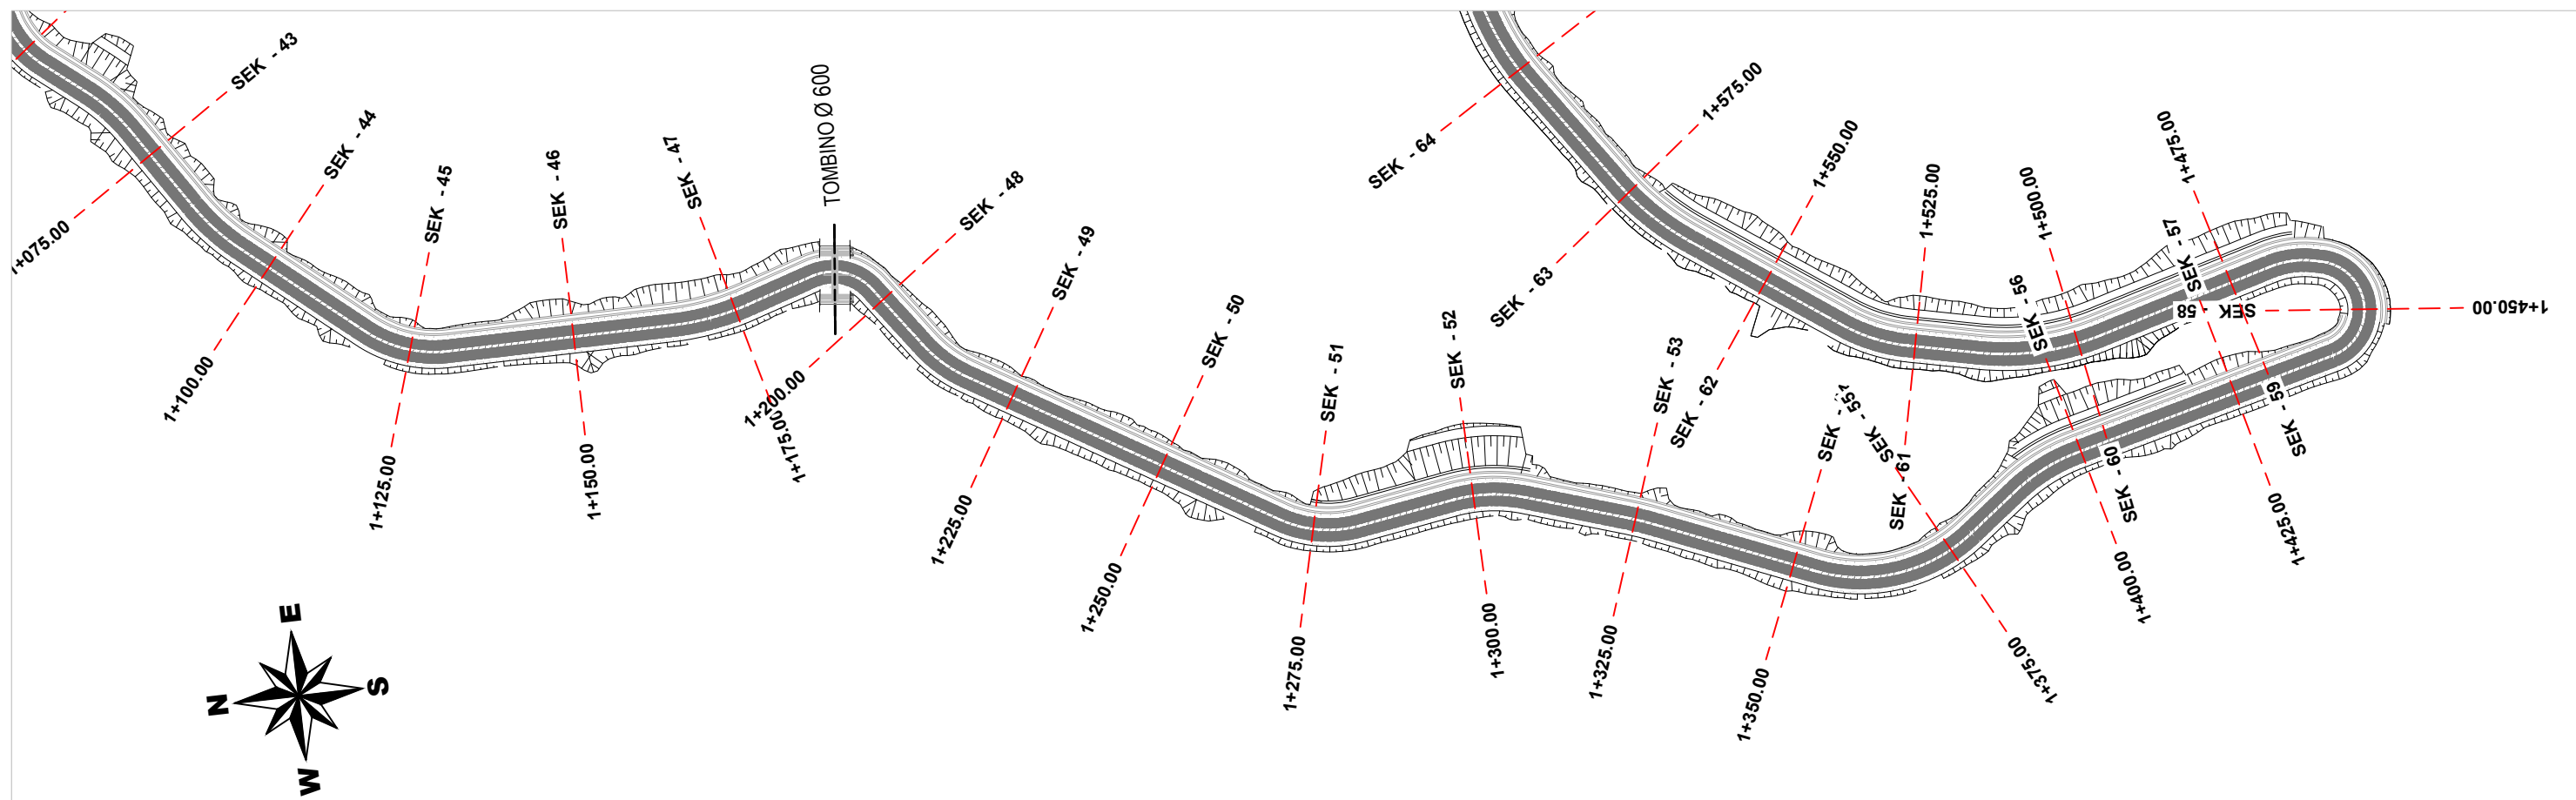 SEK - 43
SEK - 44
SEK - 45
SEK - 46
SEK - 47
TOMBINO Ø 600
SEK - 48
SEK - 49
SEK - 50
SEK - 51
SEK - 52
SEK - 53
SEK - 55
SEK - 56
SEK - 57
SEK - 58
SEK - 59
SEK - 60
SEK - 61
SEK - 62
SEK - 63
SEK - 64
1+075.00
1+100.00
1+125.00
1+150.00
1+175.00
1+200.00
1+225.00
1+250.00
1+275.00
1+300.00
1+325.00
1+350.00
1+375.00
1+400.00
1+425.00
1+450.00
1+475.00
1+500.00
1+525.00
1+550.00
1+575.00
N
E
S
W